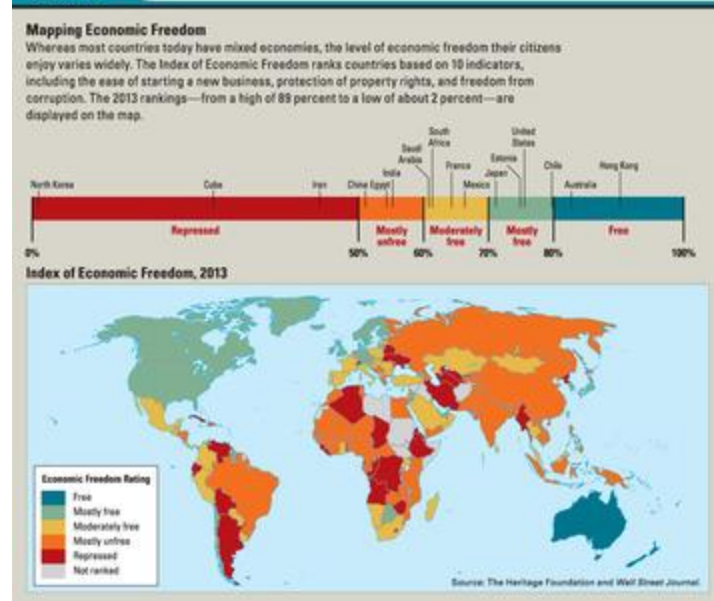 Mapping Economic Freedom
Whereas most countries today have mixed economies, the level of economic freedom their citizens
enjoy varies widely. The Index of Economic Freedom ranks countries based on 10 indicators,
including the ease of starting a new business, protection of property rights, and freedom from
corruption. The 2013 rankings—from a high of 89 percent to a low of about 2 percent—are
displayed on the map.
North Korea
Cuba
Iran
China
Egypt
India
Saudi
Arabia
South
Africa
France
Mexico
Japan
Estonia
United
States
Chile
Australia
Hong Kong
Repressed
Mostly
unfree
Moderately
free
Mostly
free
Free
0%
50%
60%
70%
80%
100%
Index of Economic Freedom, 2013
Economic Freedom Rating
Free
Mostly free
Moderately free
Mostly unfree
Repressed
Not ranked
Source: The Heritage Foundation and Wall Street Journal.